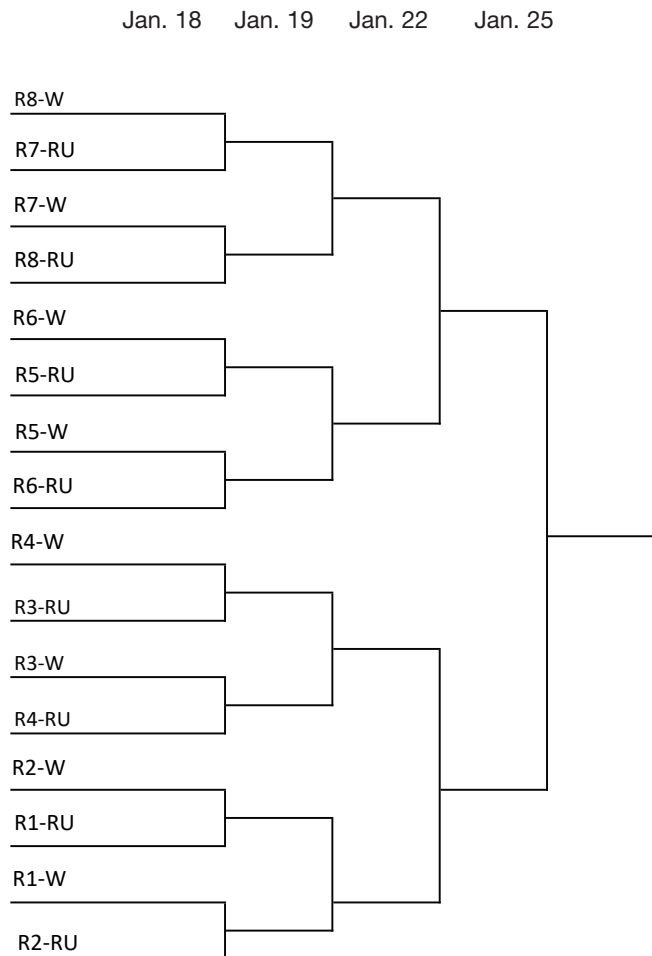 Jan. 18 Jan. 19 Jan. 22 Jan. 25
R8-W
R7-RU
R7-W
R8-RU
R6-W
R5-RU
R5-W
R6-RU
R4-W
R3-RU
R3-W
R4-RU
R2-W
R1-RU
R1-W
R2-RU